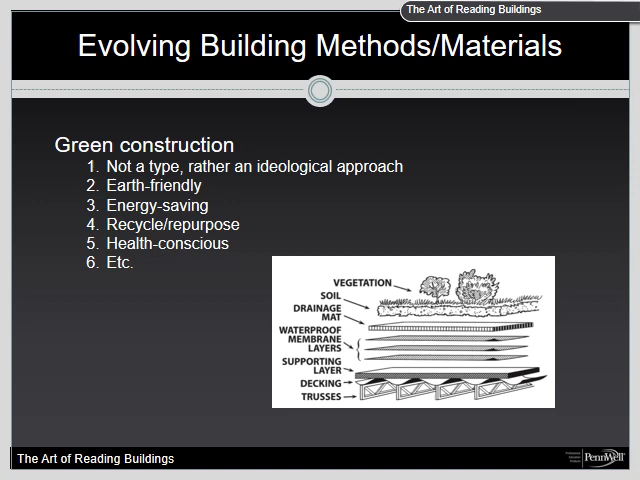 The Art of Reading Buildings
Evolving Building Methods/Materials
Green construction
1. Not a type, rather an ideological approach
2. Earth-friendly
3. Energy-saving
4. Recycle/repurpose
5. Health-conscious
6. Etc.
VEGETATION
SOIL
DRAINAGE
MAT
WATERPROOF
MEMBRANE
LAYERS
SUPPORTING
LAYER
DECKING
TRUSSES
The Art of Reading Buildings
PennWell